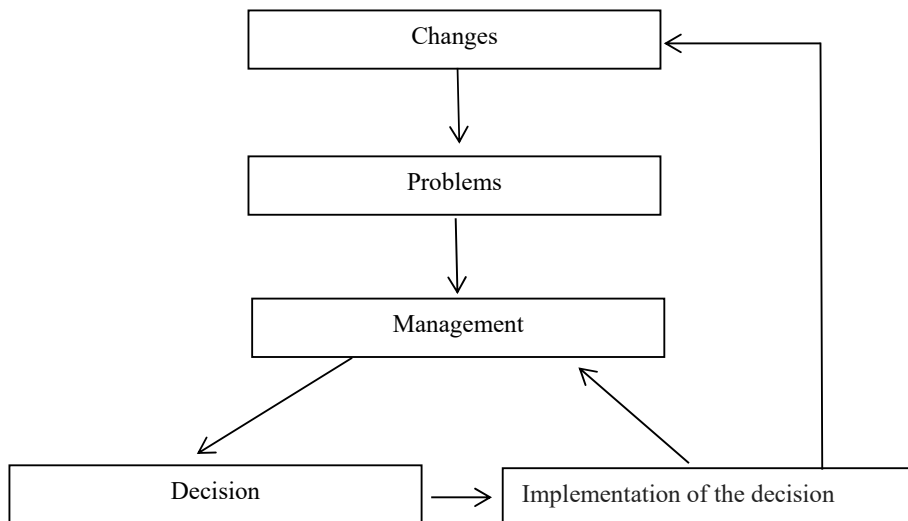 Changes
Problems
Management
Decision
Implementation of the decision